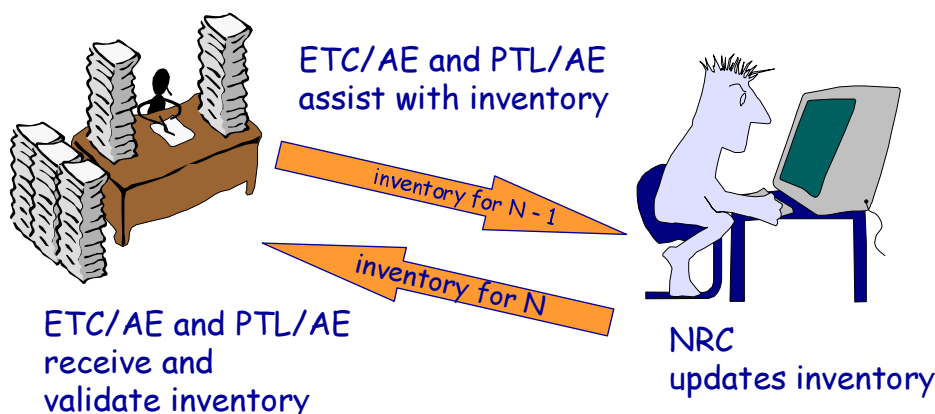 ETC/AE and PTL/AE
assist with inventory
inventory for N - 1
inventory for N
ETC/AE and PTL/AE
receive and
validate inventory
NRC
updates inventory